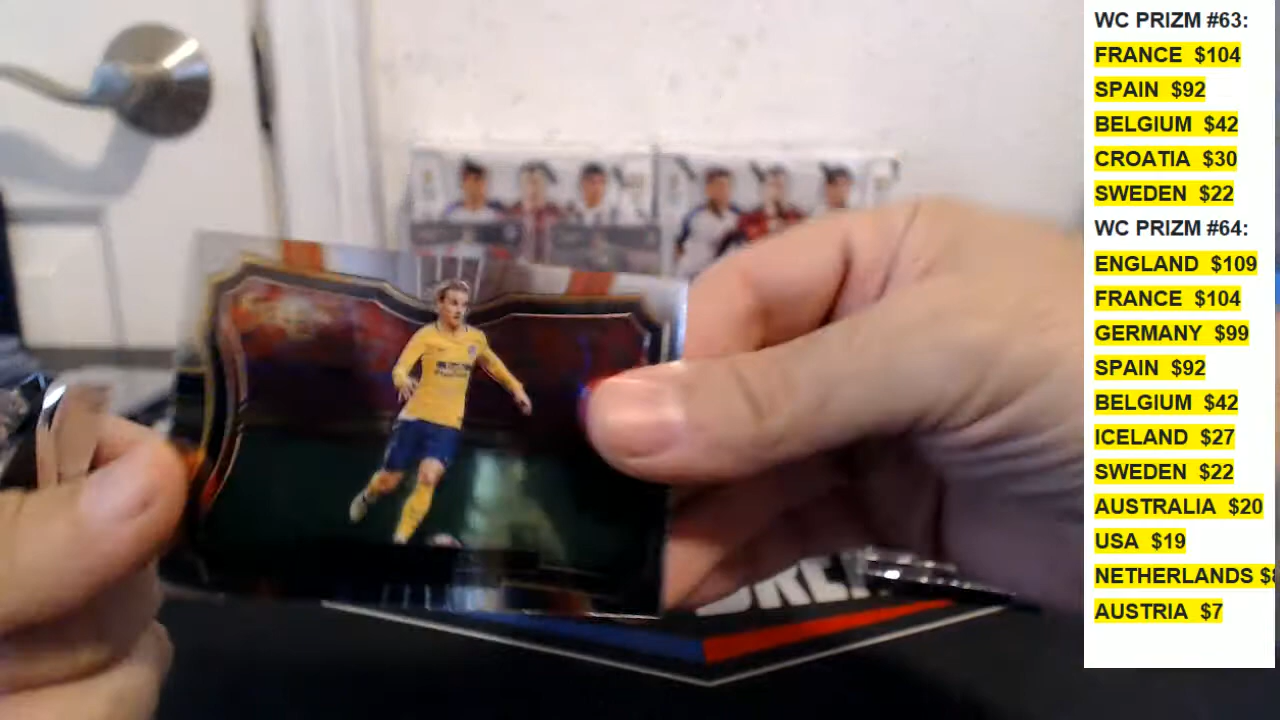 WC PRIZM #63:
FRANCE $104
SPAIN $92
BELGIUM $42
CROATIA $30
SWEDEN $22
WC PRIZM #64:
ENGLAND $109
FRANCE $104
GERMANY $99
SPAIN $92
BELGIUM $42
ICELAND $27
SWEDEN $22
AUSTRALIA $20
USA $19
NETHERLANDS
AUSTRIA $7